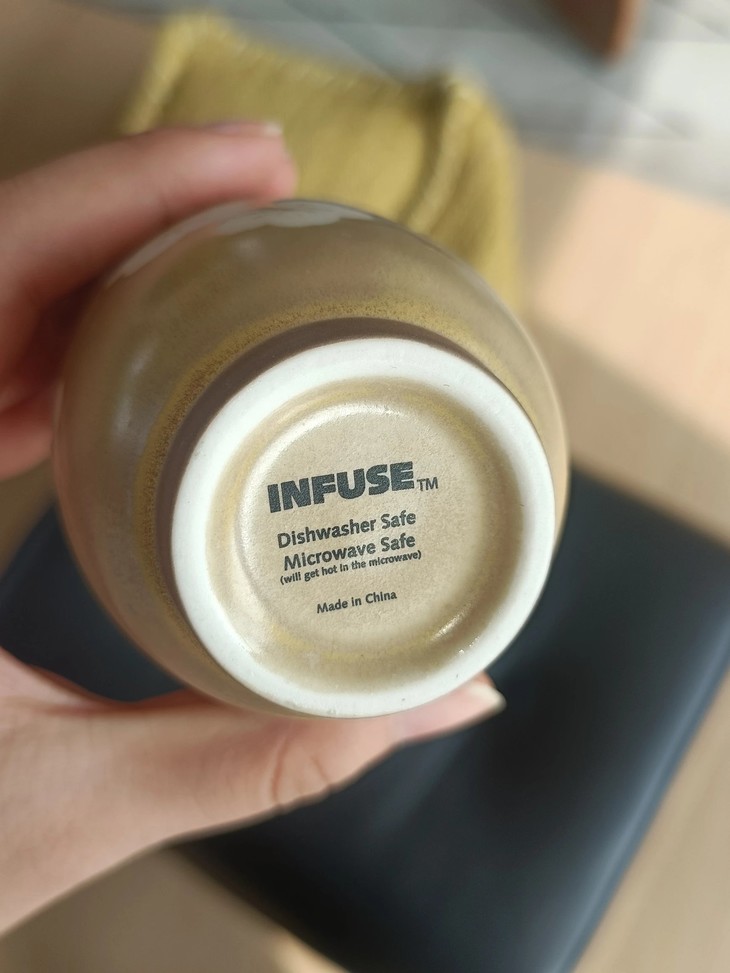 INFUSE™
Dishwasher Safe
Microwave Safe
(will get hot in the microwave)
Made in China